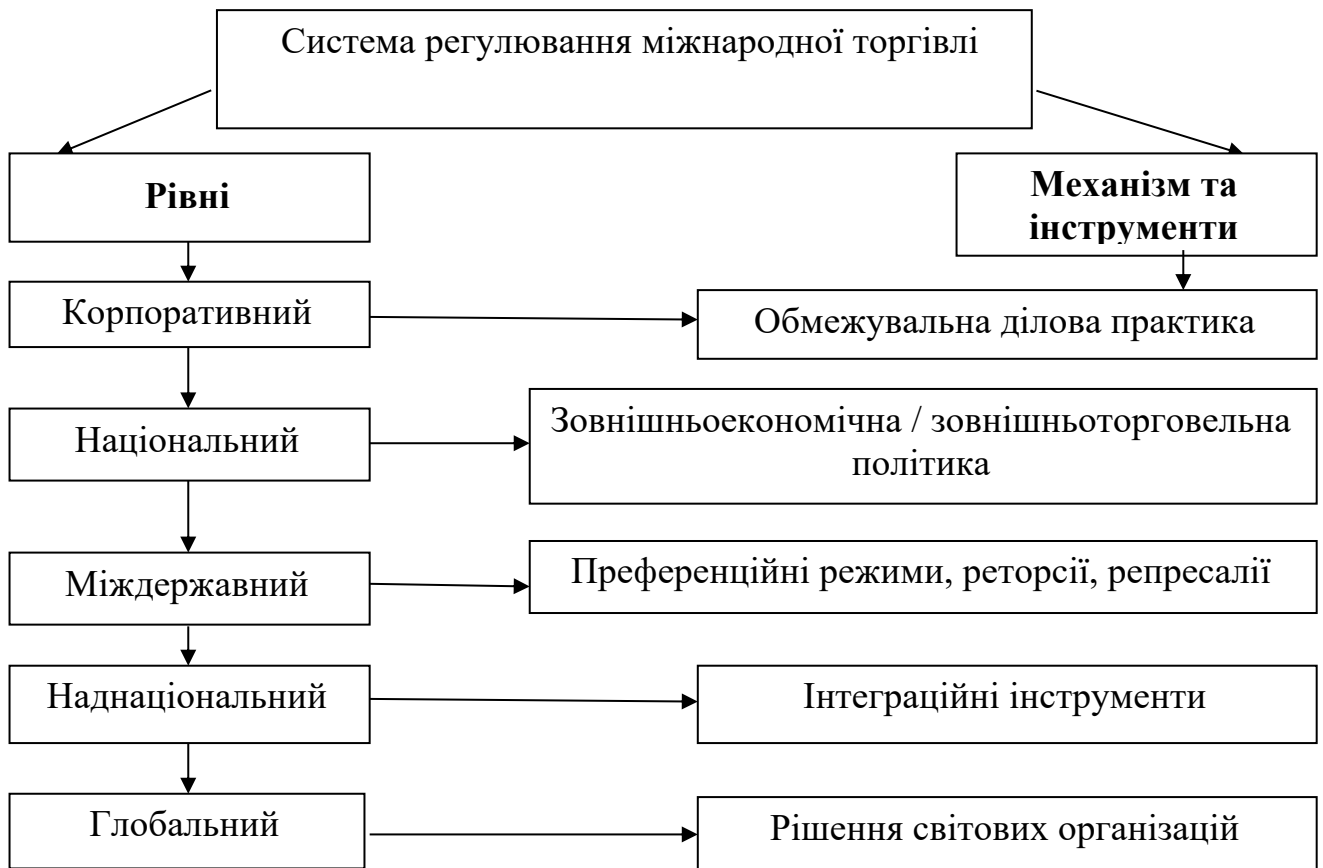 Система регулювання міжнародної торгівлі
Рівні
Механізм та
інструменти
Корпоративний
Обмежувальна ділова практика
Національний
Зовнішньоекономічна / зовнішньоторговельна
політика
Міждержавний
Преференційні режими, реторсії, репресалії
Наднаціональний
Інтеграційні інструменти
Глобальний
Рішення світових організацій